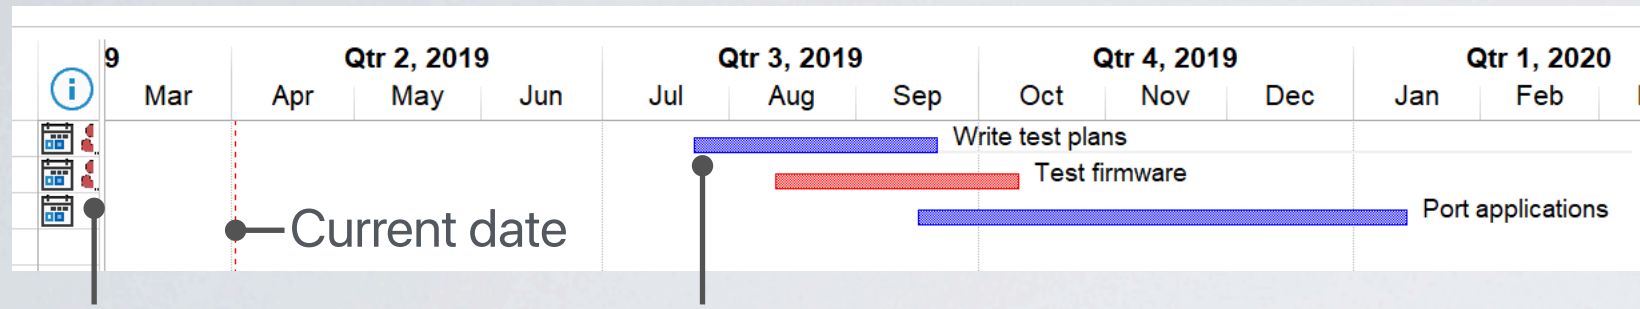 9 Qtr 2, 2019 Qtr 3, 2019 Qtr 4, 2019 Qtr 1, 2020
i Mar Apr May Jun Jul Aug Sep Oct Nov Dec Jan Feb
Write test plans
Test firmware
Port applications
Current date